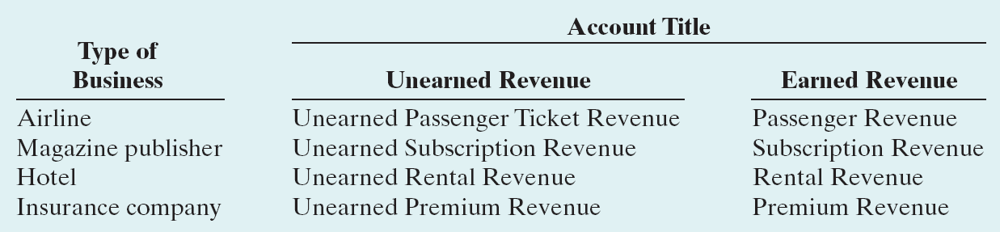 Account Title
Type of
Business Unearned Revenue Earned Revenue
Airline Unearned Passenger Ticket Revenue Passenger Revenue
Magazine publisher Unearned Subscription Revenue Subscription Revenue
Hotel Unearned Rental Revenue Rental Revenue
Insurance company Unearned Premium Revenue Premium Revenue